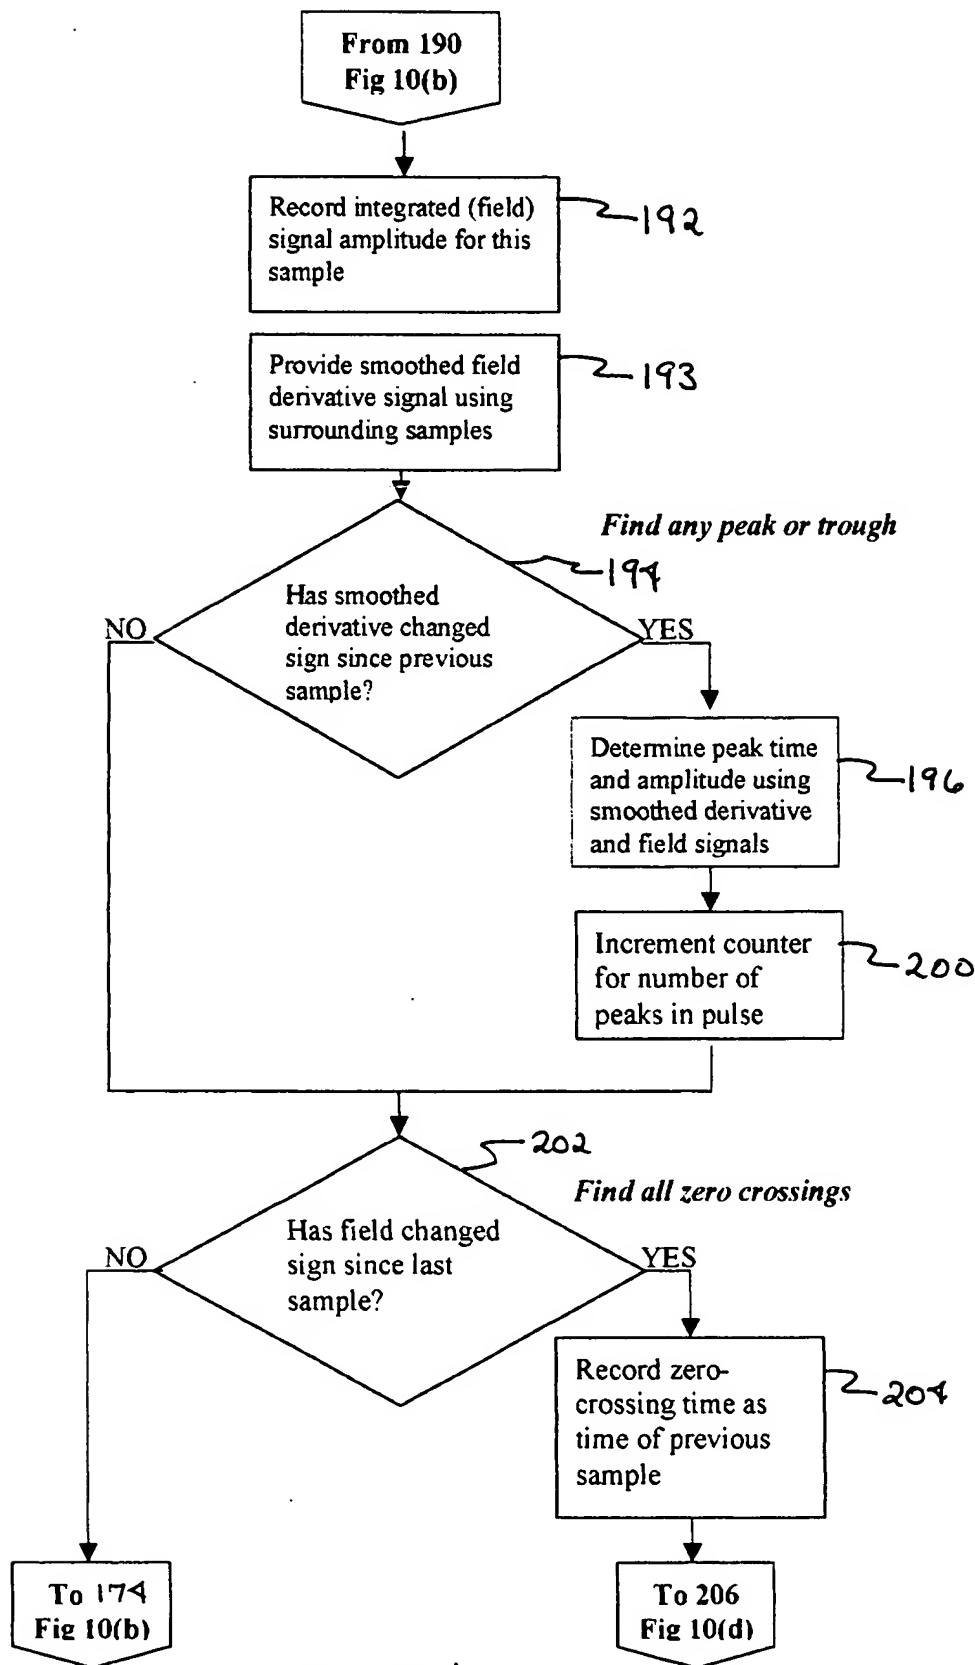 From 190
Fig 10(b)
Record integrated (field)
signal amplitude for this
sample
192
Provide smoothed field
derivative signal using
surrounding samples
193
Find any peak or trough
194
Has smoothed
derivative changed
sign since previous
sample?
NO
YES
Determine peak time
and amplitude using
smoothed derivative
and field signals
196
Increment counter
for number of
peaks in pulse
200
202
Find all zero crossings
Has field changed
sign since last
sample?
NO
YES
Record zero-
crossing time as
time of previous
sample
204
To 174
Fig 10(b)
To 206
Fig 10(d)